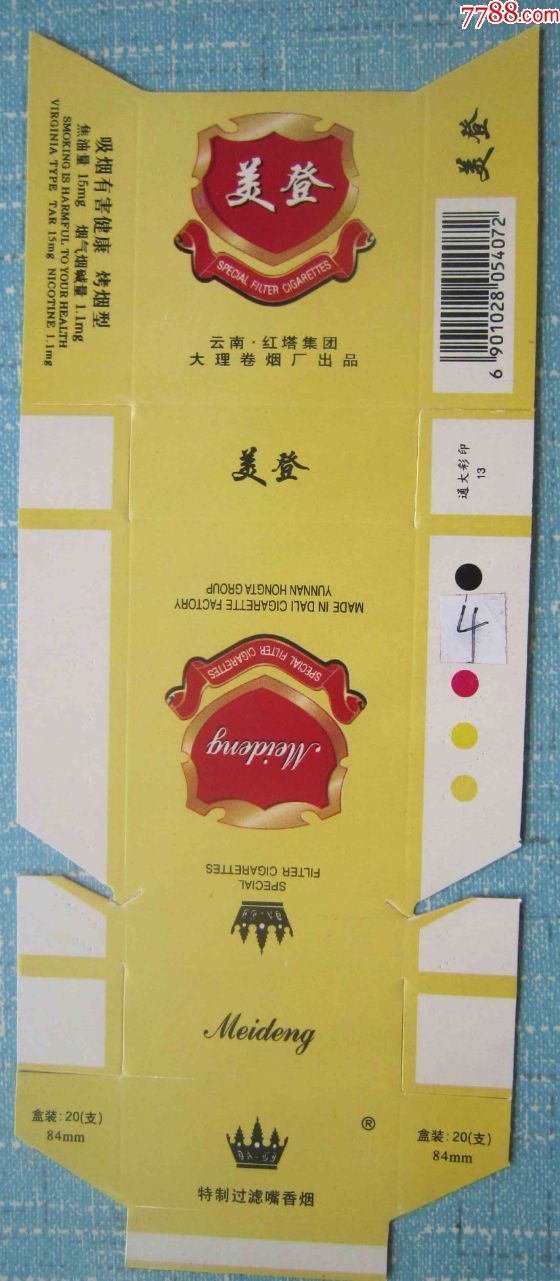 7788.com
吸烟有害健康 烤烟型
焦油量 15mg 烟气烟碱量 1.1mg
SMOKING IS HARMFUL TO YOUR HEALTH
VIRGINIA TYPE TAR 15mg NICOTINE 1.1mg
美登
SPECIAL FILTER CIGARETTES
云南·红塔集团
大理卷烟厂出品
美登
6 901028 054072
美登
通大彩印
13
4
MADE IN DALI CIGARETTE FACTORY
YUNNAN HONGTA GROUP
SPECIAL FILTER CIGARETTES
Meideng
SPECIAL
FILTER CIGARETTES
Meideng
®
盒装: 20(支)
84mm
特制过滤嘴香烟
盒装: 20(支)
84mm